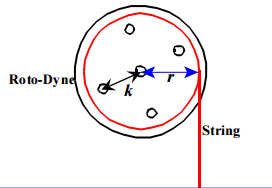 Roto-Dyne
r
k
String